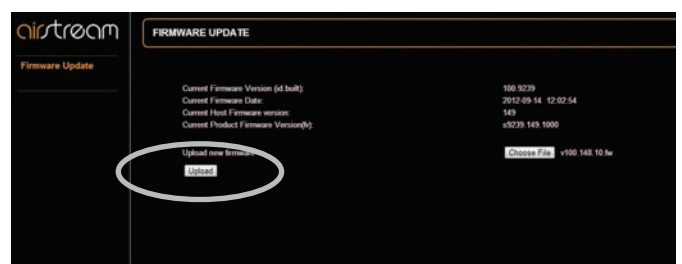 airstream
FIRMWARE UPDATE
Firmware Update
Current Firmware Version (id.built): 100.9239
Current Firmware Date: 2012-09-14 12:02:54
Current Host Firmware version: 149
Current Product Firmware Version(fv): s9239.149.1000
Upload new firmware Choose File v100.148.10.fw
Upload